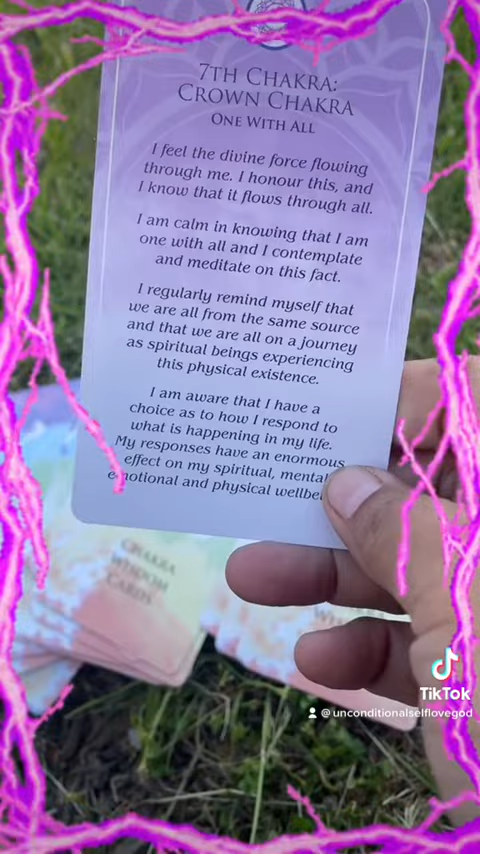 7TH CHAKRA:
CROWN CHAKRA
ONE WITH ALL
I feel the divine force flowing
through me. I honour this, and
I know that it flows through all.
I am calm in knowing that I am
one with all and I contemplate
and meditate on this fact.
I regularly remind myself that
we are all from the same source
and that we are all on a journey
as spiritual beings experiencing
this physical existence.
I am aware that I have a
choice as to how I respond to
what is happening in my life.
My responses have an enormous
effect on my spiritual, mental
emotional and physical
CHAKRA
WISDOM
CARDS
TikTok
@unconditionalselflovegod